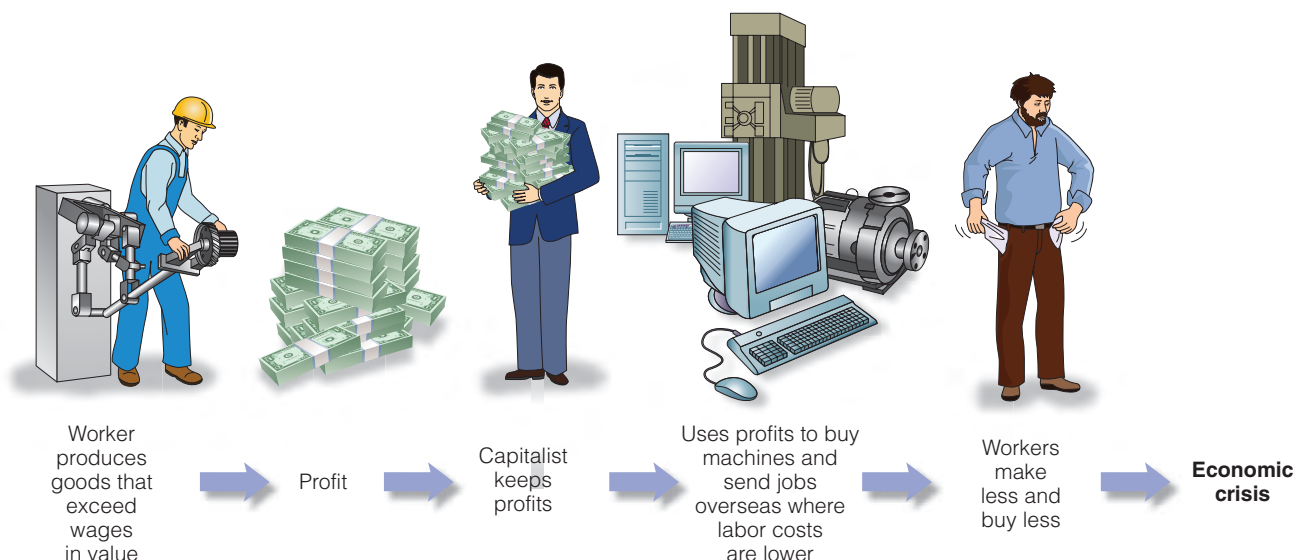 Worker
produces
goods that
exceed
wages
in value
Profit
Capitalist
keeps
profits
Uses profits to buy
machines and
send jobs
overseas where
labor costs
are lower
Workers
make
less and
buy less
Economic
crisis